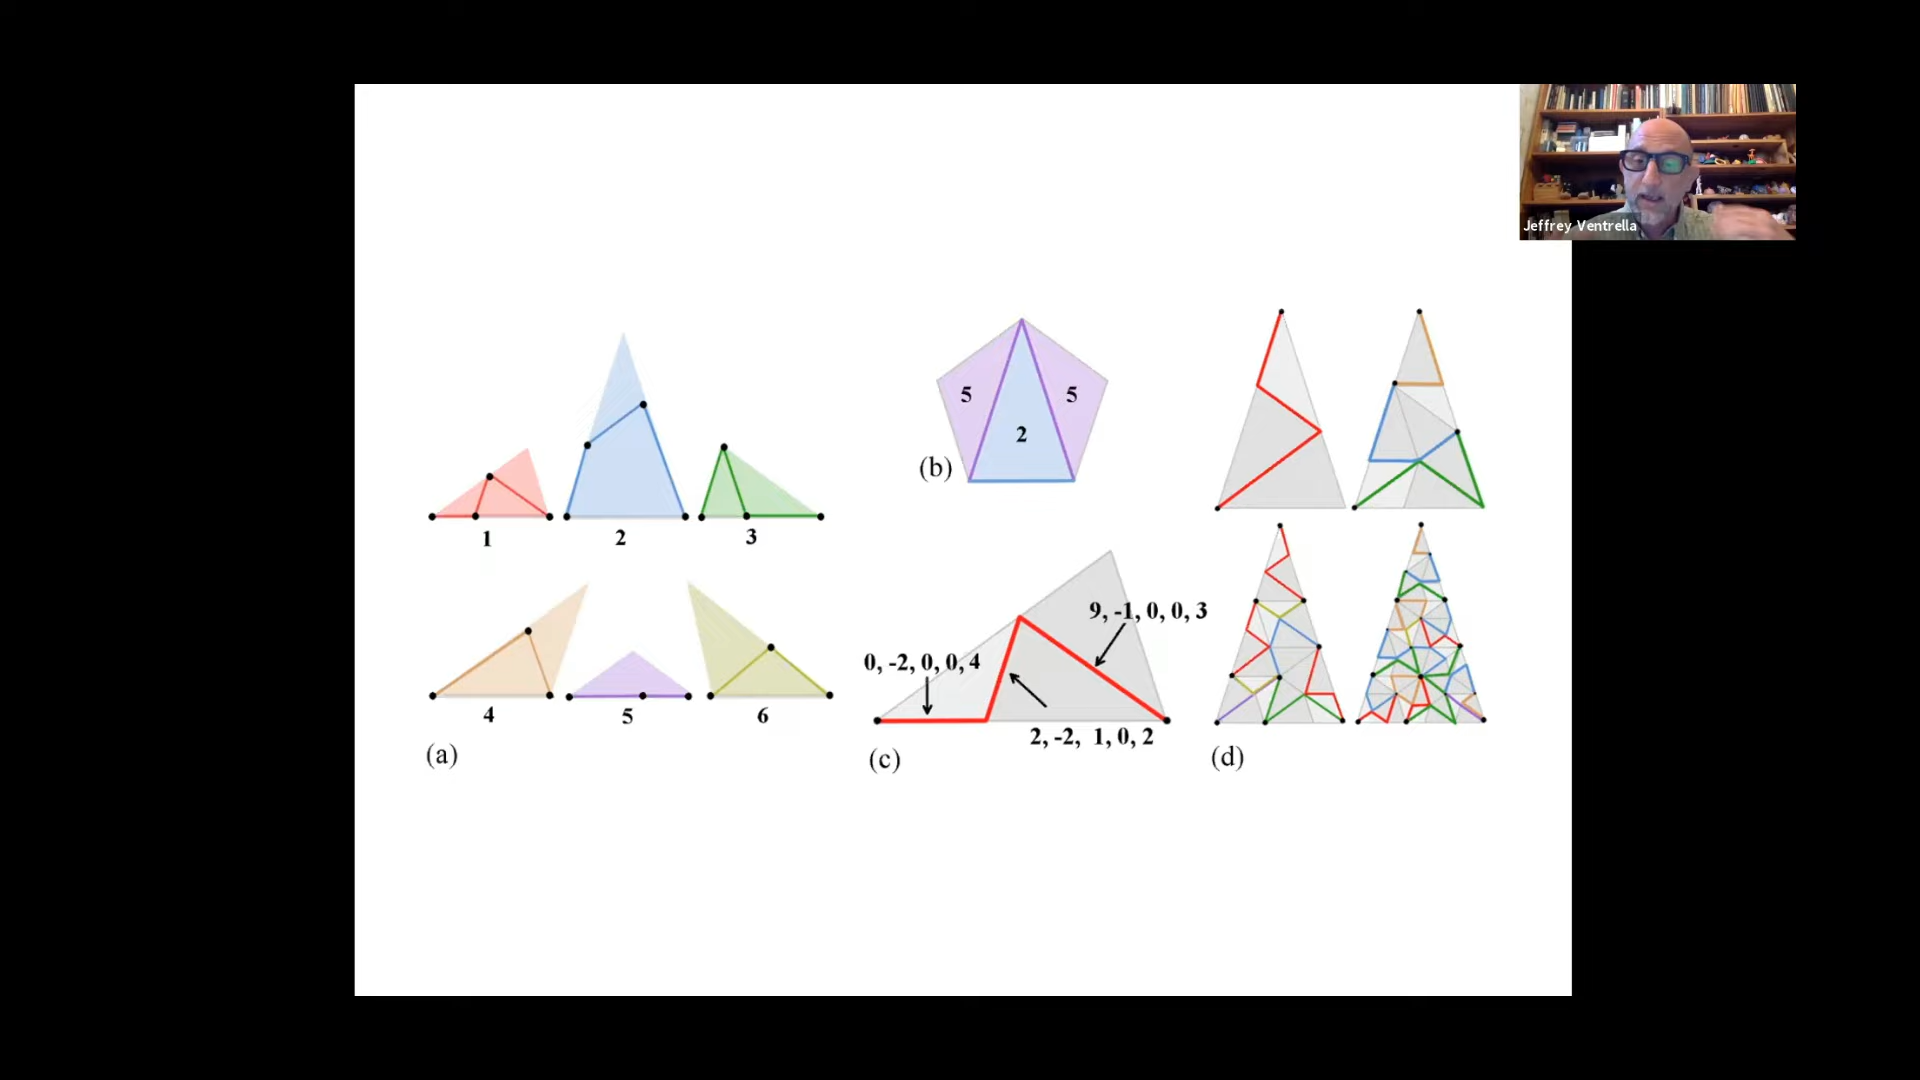 Jeffrey Ventrella
1
2
3
4
5
6
(a)
5
5
2
(b)
9, -1, 0, 0, 3
0, -2, 0, 0, 4
2, -2, 1, 0, 2
(c)
(d)